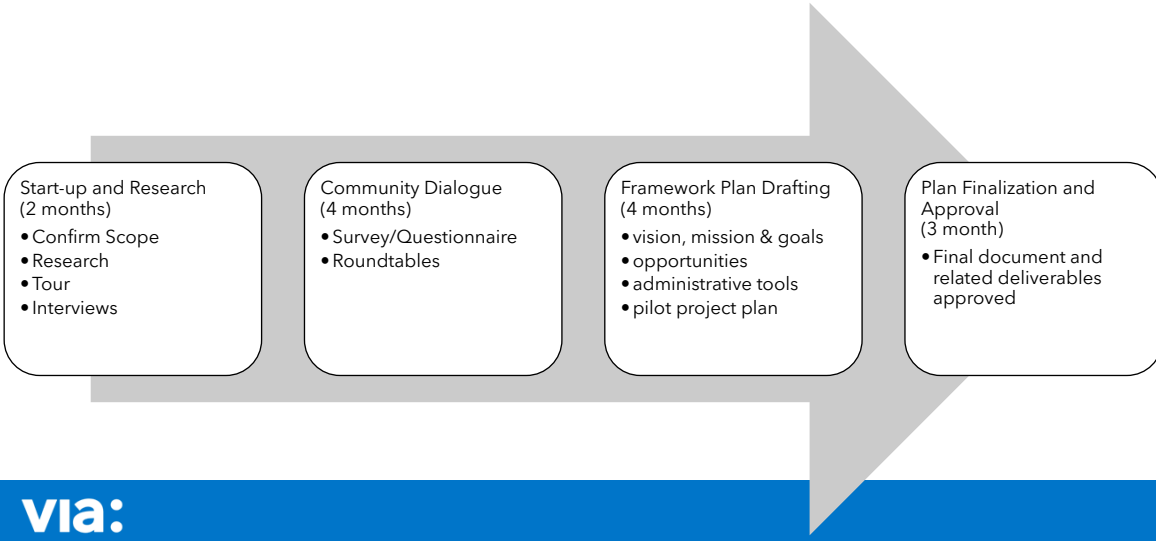 Start-up and Research
(2 months)
•Confirm Scope
•Research
•Tour
•Interviews
Community Dialogue
(4 months)
•Survey/Questionnaire
•Roundtables
Framework Plan Drafting
(4 months)
•vision, mission & goals
•opportunities
•administrative tools
•pilot project plan
Plan Finalization and
Approval
(3 month)
•Final document and
related deliverables
approved
via: